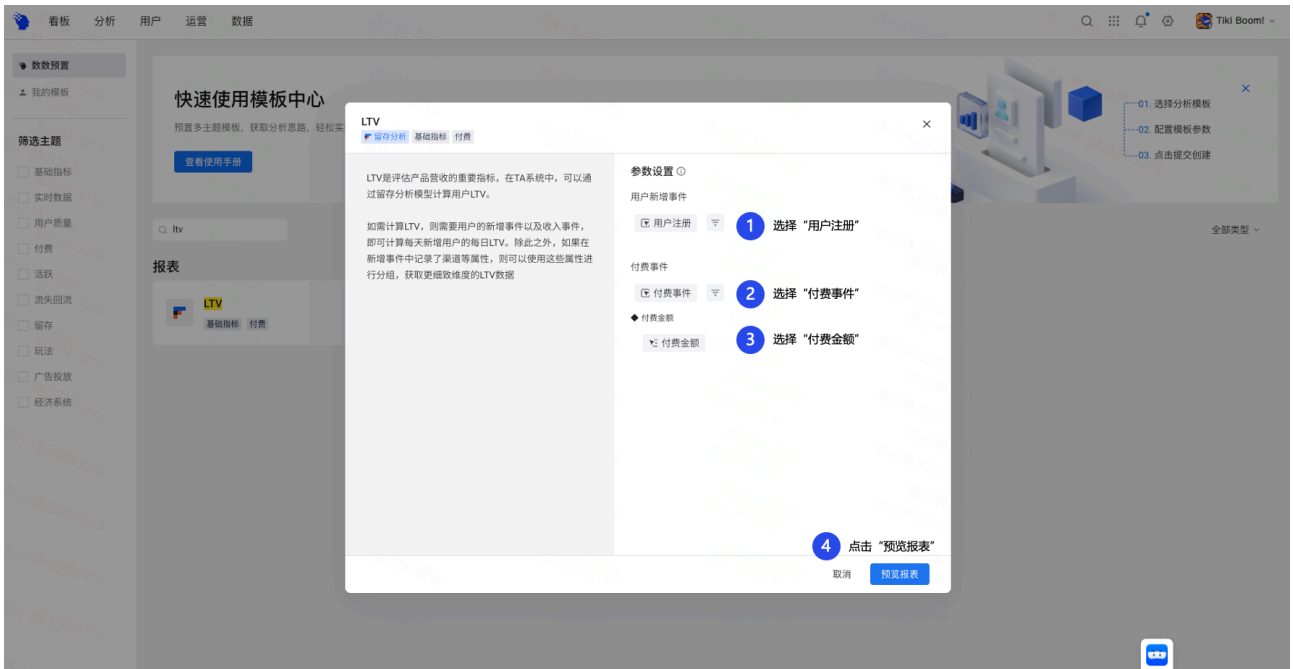 看板 分析 用户 运营 数据
Tiki Boom!
数数预置
我的模板
筛选主题
基础指标
实时数据
用户质量
付费
活跃
流失回流
留存
玩法
广告投放
经济系统
快速使用模板中心
预置多主题模板,获取分析思路,轻松实
查看使用手册
01. 选择分析模板
02. 配置模板参数
03. 点击提交创建
ltv
全部类型
报表
LTV
基础指标 付费
LTV
留存分析 基础指标 付费
LTV是评估产品营收的重要指标,在TA系统中,可以通
过留存分析模型计算用户LTV。
如需计算LTV,则需要用户的新增事件以及收入事件,
即可计算每天新增用户的每日LTV。除此之外,如果在
新增事件中记录了渠道等属性,则可以使用这些属性进
行分组,获取更细致维度的LTV数据
参数设置
用户新增事件
用户注册
1 选择“用户注册”
付费事件
付费事件
2 选择“付费事件”
付费金额
付费金额
3 选择“付费金额”
4 点击“预览报表”
取消 预览报表